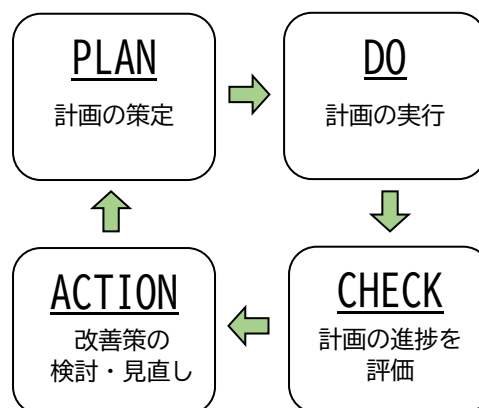 PLAN
計画の策定
DO
計画の実行
ACTION
改善策の
検討・見直し
CHECK
計画の進捗を
評価